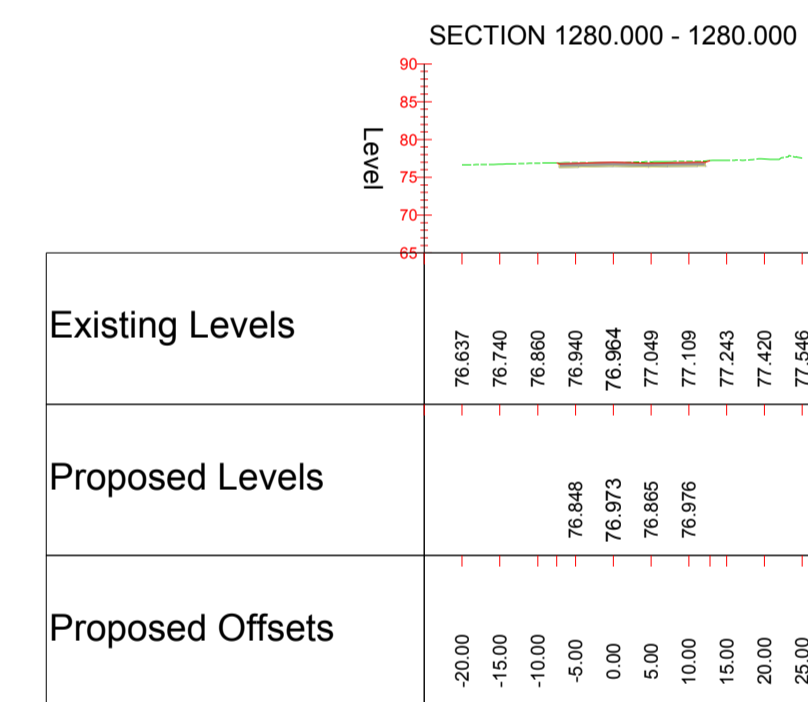 SECTION 1280.000 - 1280.000
90
85
80
75
70
65
Level
Existing Levels
76.637 76.740 76.860 76.940 76.964 77.049 77.109 77.243 77.420 77.546
Proposed Levels
76.848 76.973 76.865 76.976
Proposed Offsets
-20.00 -15.00 -10.00 -5.00 0.00 5.00 10.00 15.00 20.00 25.00